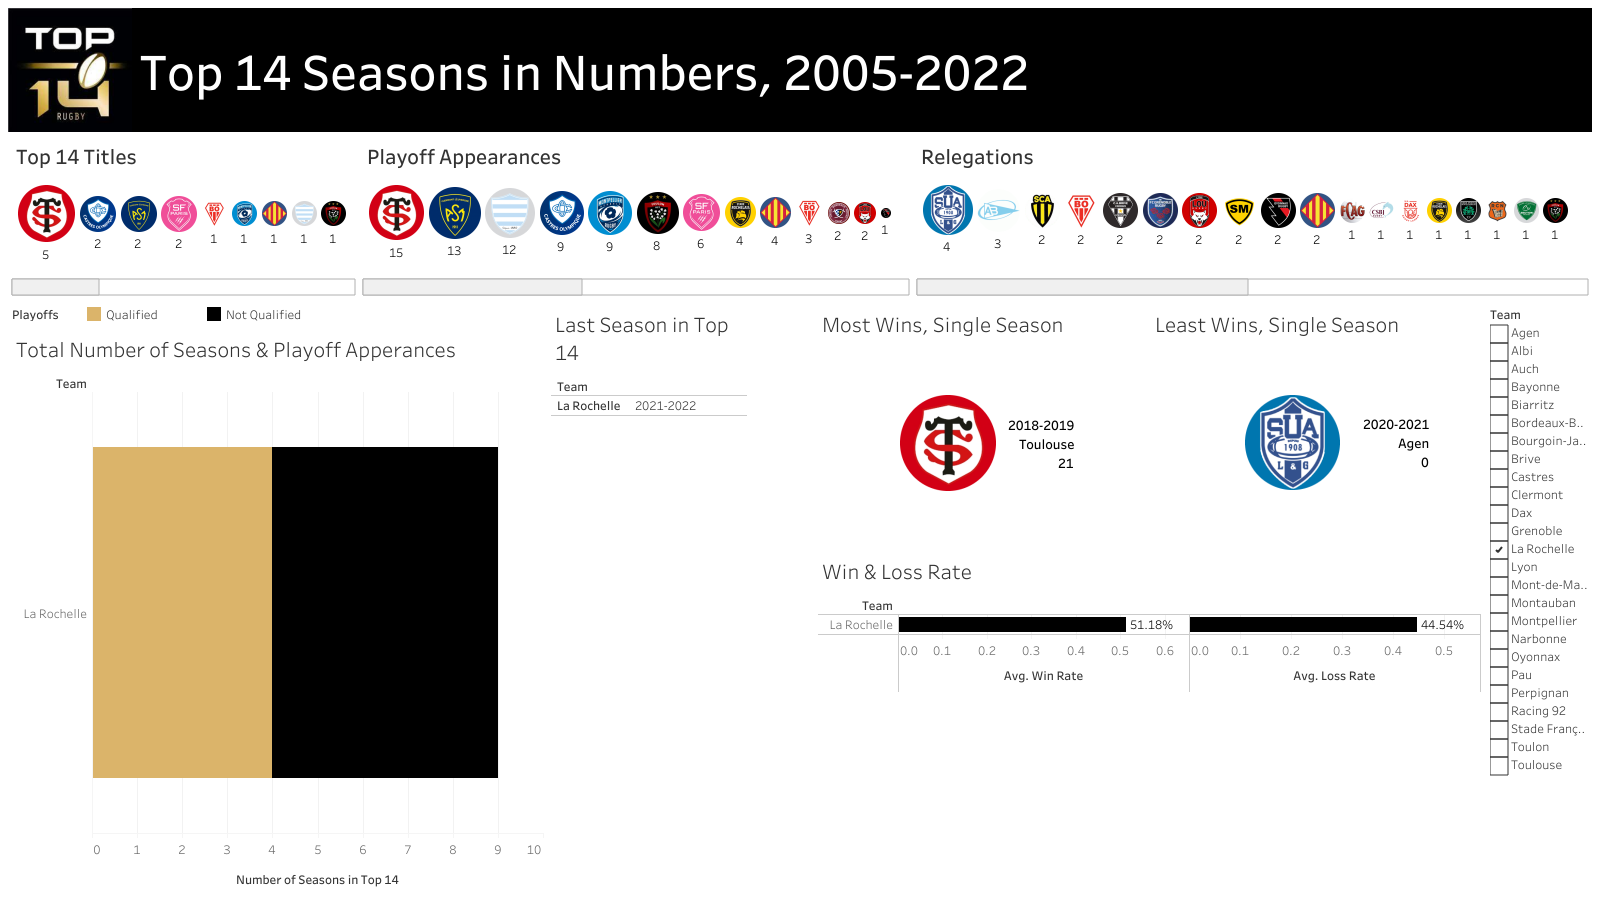 TOP
14
RUGBY
Top 14 Seasons in Numbers, 2005-2022
Top 14 Titles
5 2 2 2 1 1 1 1 1
Playoff Appearances
15 13 12 9 9 8 6 4 4 3 2 2 1
Relegations
4 3 2 2 2 2 2 2 2 2 1 1 1 1 1 1 1 1
Playoffs
Qualified
Not Qualified
Total Number of Seasons & Playoff Apperances
Team
La Rochelle
0 1 2 3 4 5 6 7 8 9 10
Number of Seasons in Top 14
Last Season in Top
14
Team
La Rochelle 2021-2022
Most Wins, Single Season
2018-2019
Toulouse
21
Least Wins, Single Season
SUA
1908
L & G
2020-2021
Agen
0
Win & Loss Rate
Team
La Rochelle 51.18% 44.54%
0.0 0.1 0.2 0.3 0.4 0.5 0.6 0.0 0.1 0.2 0.3 0.4 0.5
Avg. Win Rate Avg. Loss Rate
Team
Agen
Albi
Auch
Bayonne
Biarritz
Bordeaux-B..
Bourgoin-Ja..
Brive
Castres
Clermont
Dax
Grenoble
La Rochelle
Lyon
Mont-de-Ma..
Montauban
Montpellier
Narbonne
Oyonnax
Pau
Perpignan
Racing 92
Stade Franç..
Toulon
Toulouse